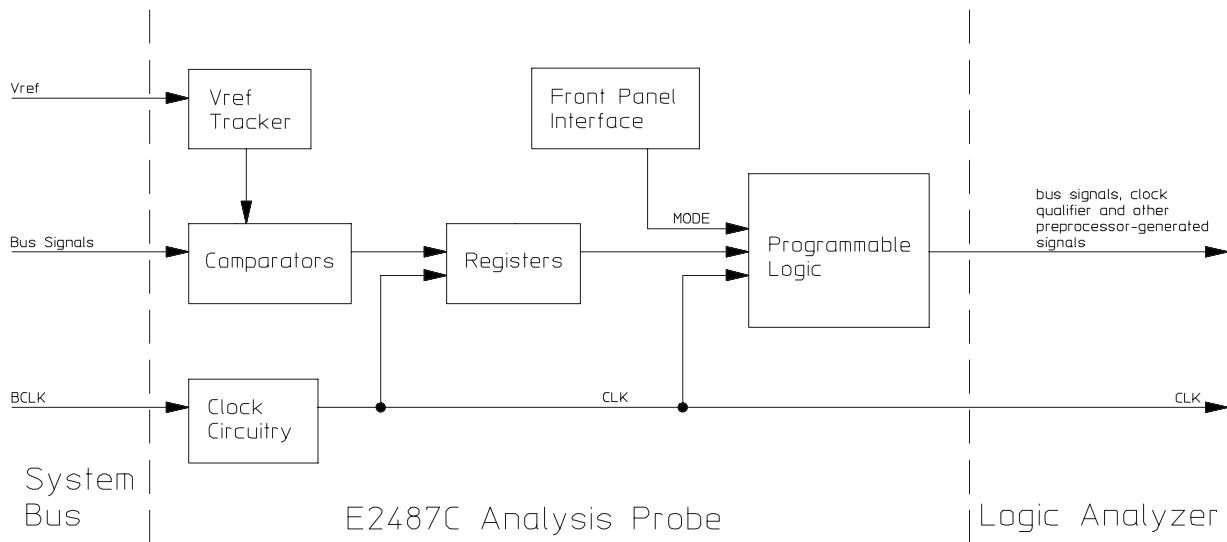 Vref
Vref
Tracker
Front Panel
Interface
bus signals, clock
qualifier and other
preprocessor-generated
signals
MODE
Bus Signals
Comparators
Registers
Programmable
Logic
BCLK
Clock
Circuitry
CLK
CLK
System
Bus
E2487C Analysis Probe
Logic Analyzer